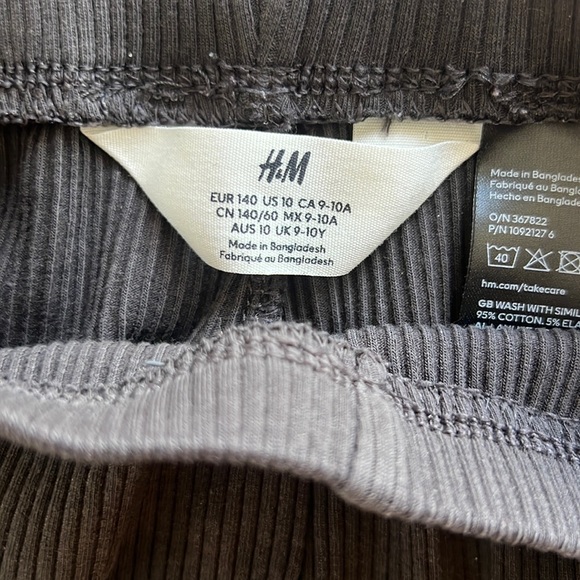 H&M
EUR 140 US 10 CA 9-10A
CN 140/60 MX 9-10A
AUS 10 UK 9-10Y
Made in Bangladesh
Fabriqué au Bangladesh
Made in Banglades
Fabriqué au Bangla
Hecho en Banglade
O/N 367822
P/N 1092127 6
40
hm.com/takecare
GB WASH WITH SIMIL
95% COTTON, 5% ELA